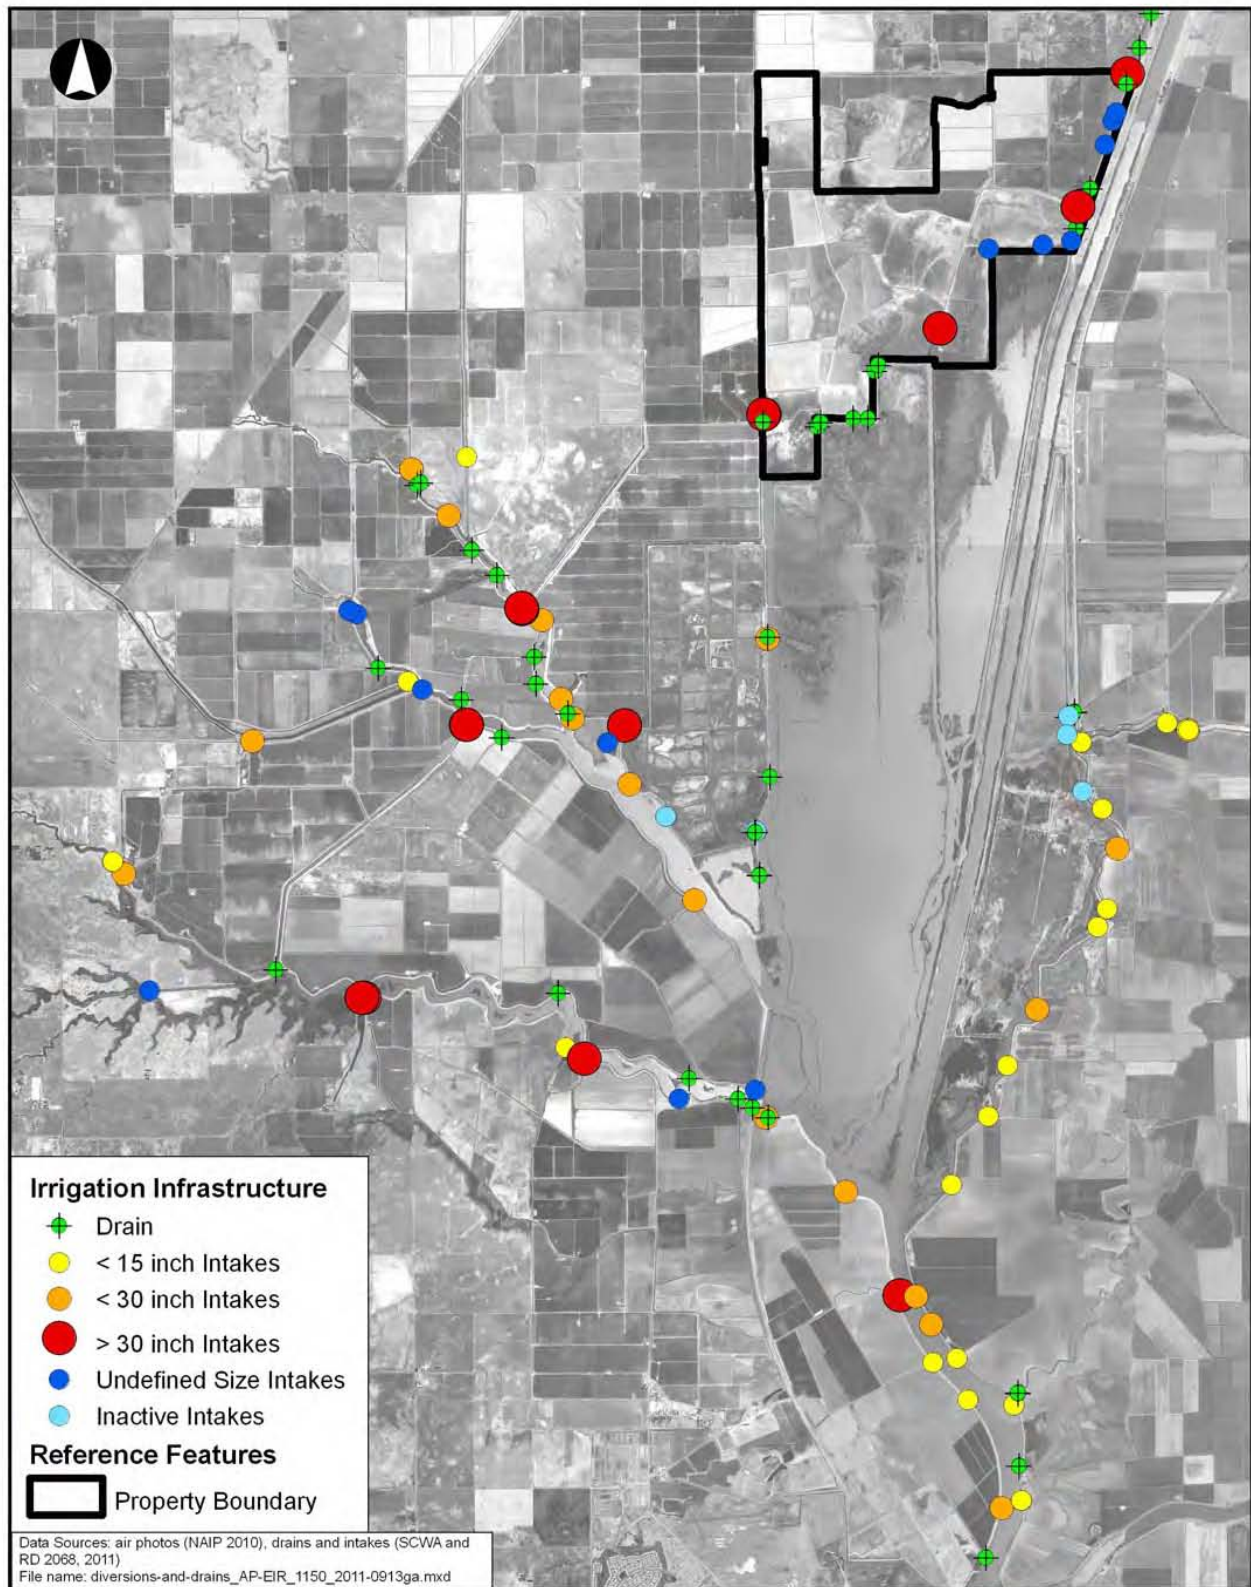 Irrigation Infrastructure
Drain
< 15 inch Intakes
< 30 inch Intakes
> 30 inch Intakes
Undefined Size Intakes
Inactive Intakes
Reference Features
Property Boundary
Data Sources: air photos (NAIP 2010), drains and intakes (SCWA and
RD 2068, 2011)
File name: diversions-and-drains_AP-EIR_1150_2011-0913ga.mxd